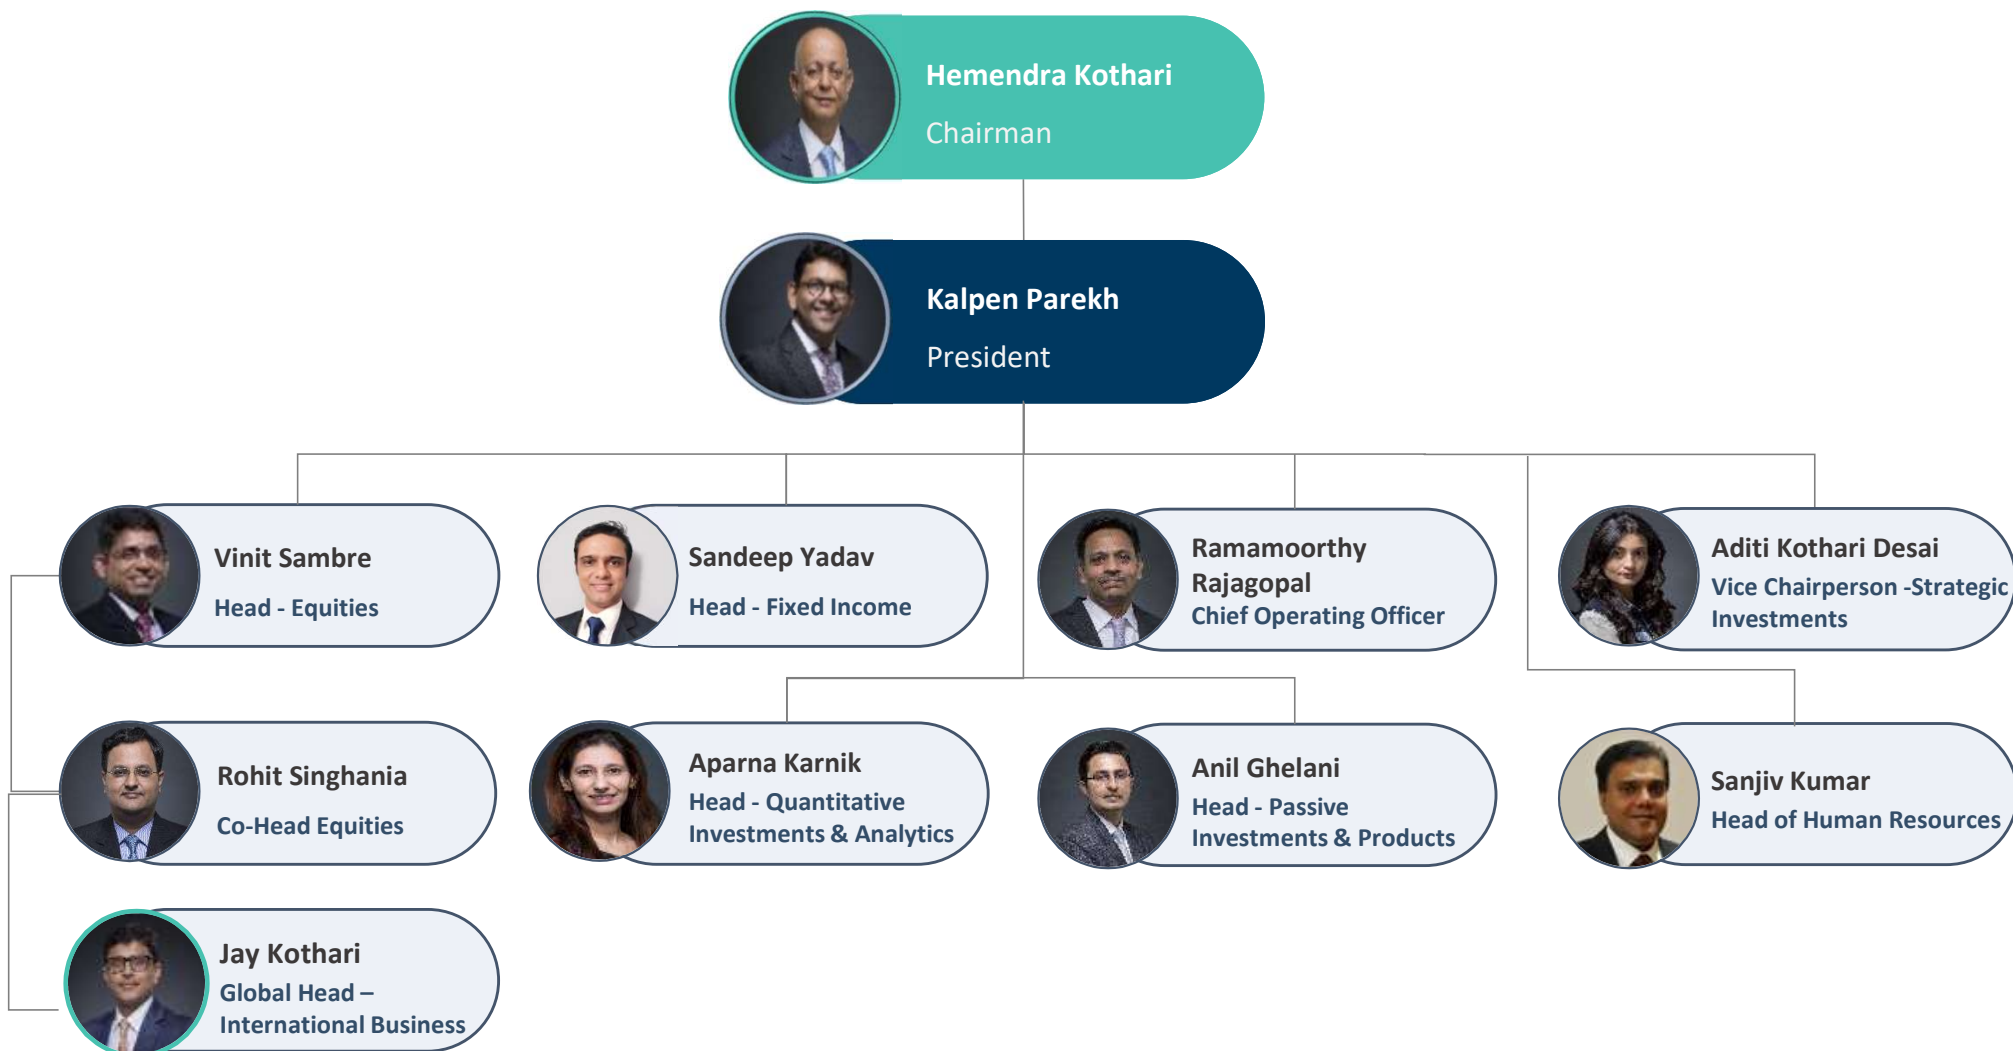 Hemendra Kothari
Chairman
Kalpen Parekh
President
Vinit Sambre
Head - Equities
Sandeep Yadav
Head - Fixed Income
Ramamoorthy
Rajagopal
Chief Operating Officer
Aditi Kothari Desai
Vice Chairperson -Strategic
Investments
Rohit Singhania
Co-Head Equities
Aparna Karnik
Head - Quantitative
Investments & Analytics
Anil Ghelani
Head - Passive
Investments & Products
Sanjiv Kumar
Head of Human Resources
Jay Kothari
Global Head –
International Business